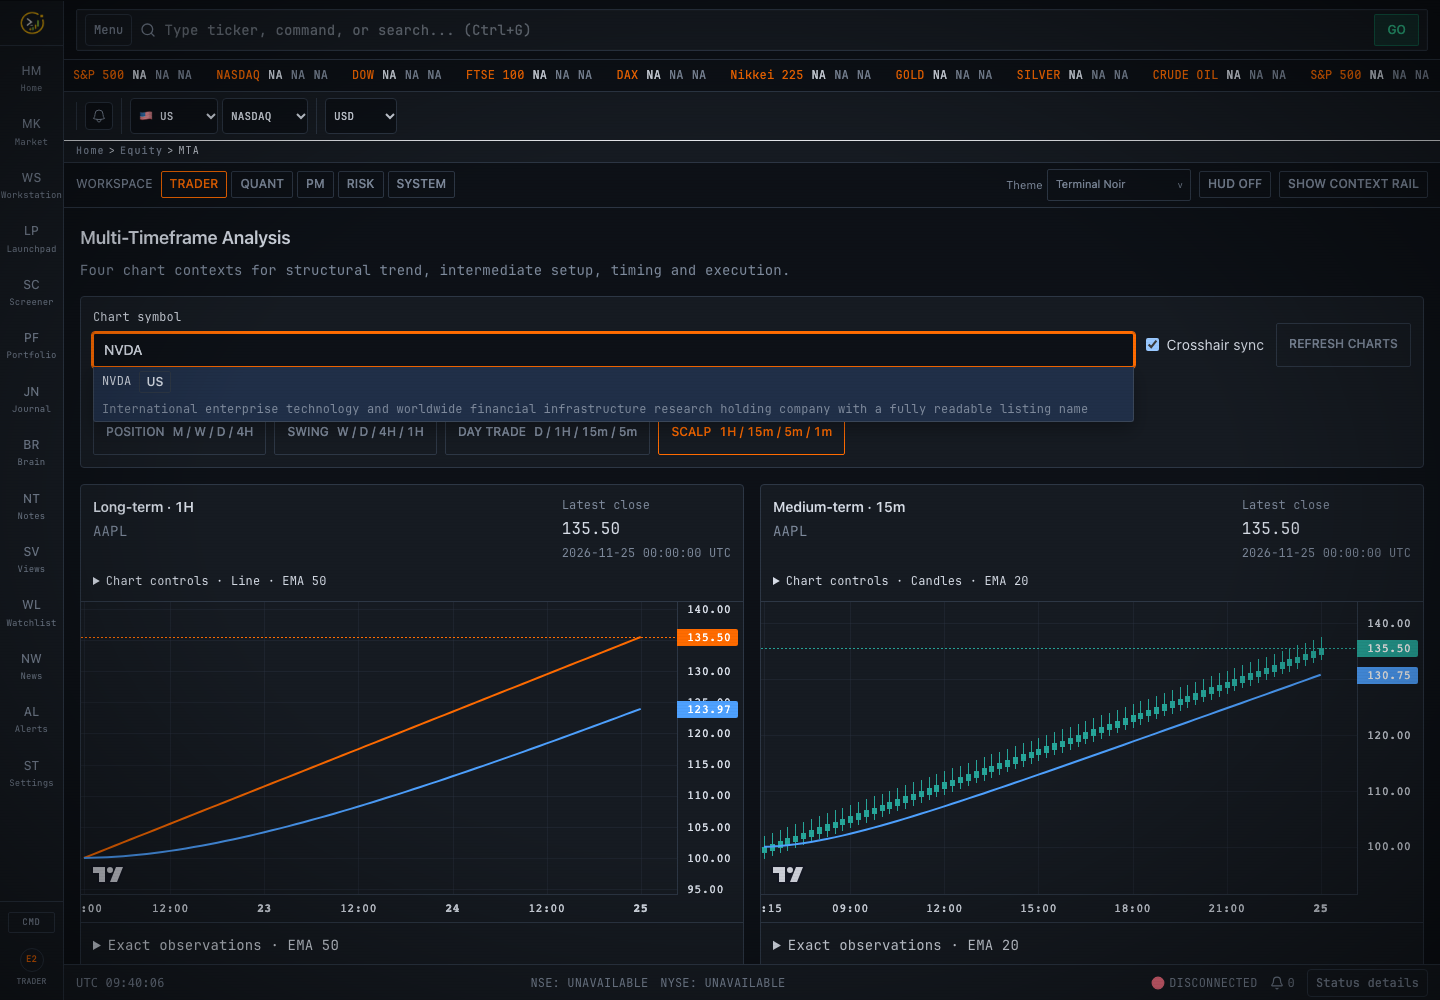 Menu
Type ticker, command, or search... (Ctrl+G)
GO
S&P 500 NA NA NA NASDAQ NA NA NA DOW NA NA NA FTSE 100 NA NA NA DAX NA NA NA Nikkei 225 NA NA NA GOLD NA NA NA SILVER NA NA NA CRUDE OIL NA NA NA S&P 500 NA NA NA
US
NASDAQ
USD
Home > Equity > MTA
WORKSPACE TRADER QUANT PM RISK SYSTEM
Theme Terminal Noir HUD OFF SHOW CONTEXT RAIL
HM
Home
MK
Market
WS
Workstation
LP
Launchpad
SC
Screener
PF
Portfolio
JN
Journal
BR
Brain
NT
Notes
SV
Views
WL
Watchlist
NW
News
AL
Alerts
ST
Settings
CMD
E2
TRADER
Multi-Timeframe Analysis
Four chart contexts for structural trend, intermediate setup, timing and execution.
Chart symbol
NVDA
Crosshair sync
REFRESH CHARTS
NVDA US
International enterprise technology and worldwide financial infrastructure research holding company with a fully readable listing name
POSITION M / W / D / 4H
SWING W / D / 4H / 1H
DAY TRADE D / 1H / 15m / 5m
SCALP 1H / 15m / 5m / 1m
Long-term · 1H
AAPL
Latest close
135.50
2026-11-25 00:00:00 UTC
Chart controls · Line · EMA 50
140.00
135.50
130.00
123.97
120.00
115.00
110.00
105.00
100.00
95.00
:00 12:00 23 12:00 24 12:00 25
Exact observations · EMA 50
Medium-term · 15m
AAPL
Latest close
135.50
2026-11-25 00:00:00 UTC
Chart controls · Candles · EMA 20
140.00
135.50
130.75
120.00
110.00
100.00
:15 09:00 12:00 15:00 18:00 21:00 25
Exact observations · EMA 20
UTC 09:40:06
NSE: UNAVAILABLE NYSE: UNAVAILABLE
DISCONNECTED
0
Status details